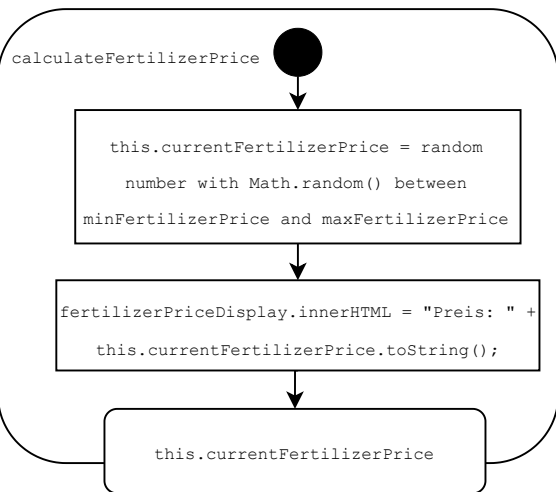 calculateFertilizerPrice
this.currentFertilizerPrice = random
number with Math.random() between
minFertilizerPrice and maxFertilizerPrice
fertilizerPriceDisplay.innerHTML = "Preis: " +
this.currentFertilizerPrice.toString();
this.currentFertilizerPrice